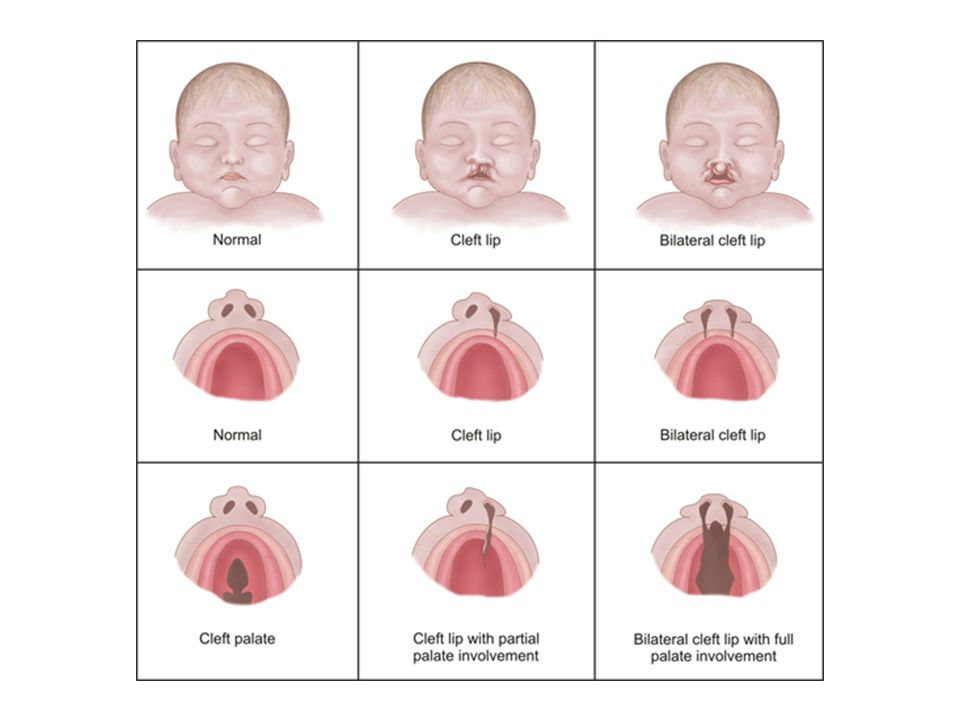 Normal
Cleft lip
Bilateral cleft lip
Normal
Cleft lip
Bilateral cleft lip
Cleft palate
Cleft lip with partial
palate involvement
Bilateral cleft lip with full
palate involvement